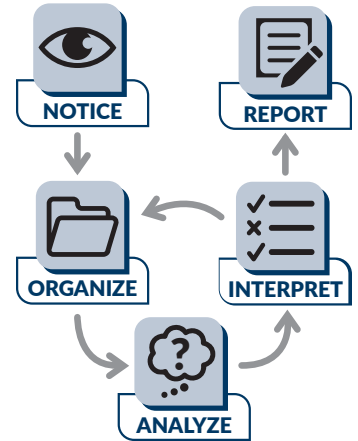 NOTICE
REPORT
ORGANIZE
INTERPRET
?
ANALYZE